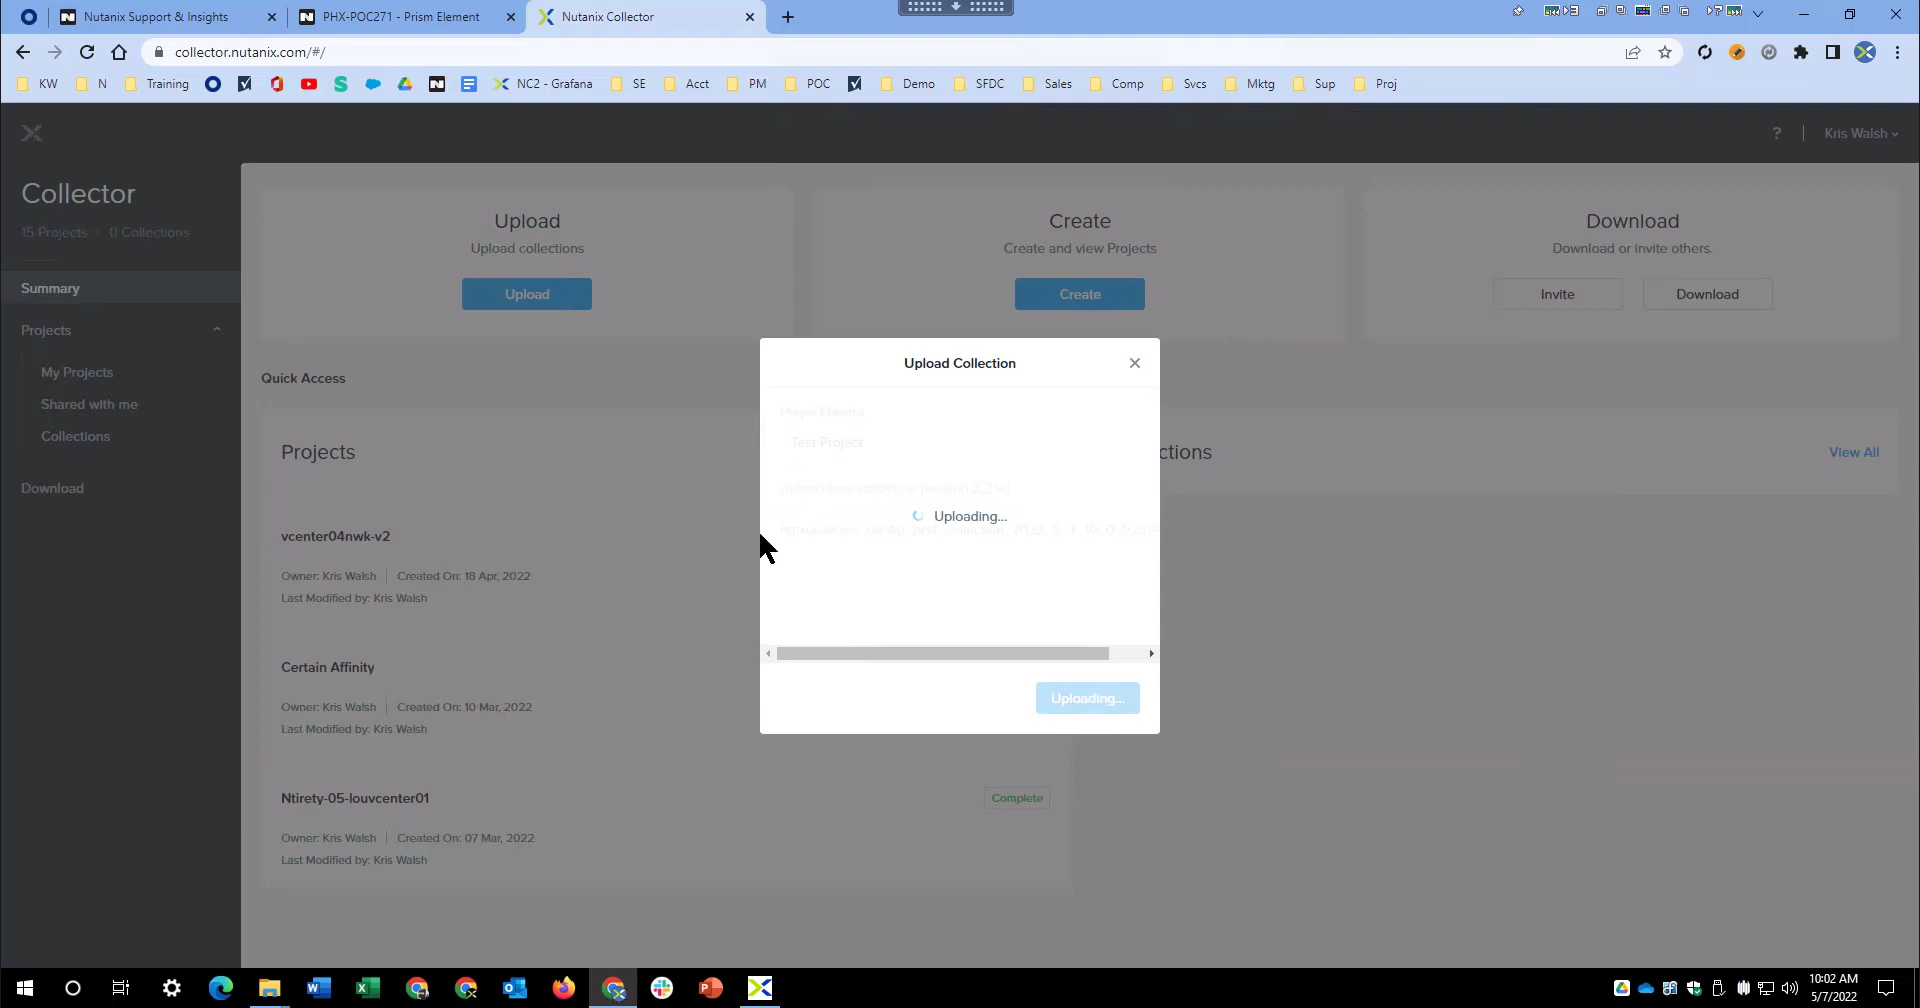 Nutanix Support & Insights
PHX-POC271 - Prism Element
Nutanix Collector
collector.nutanix.com/#/
KW
N
Training
NC2 - Grafana
SE
Acct
PM
POC
Demo
SFDC
Sales
Comp
Svcs
Mktg
Sup
Proj
? | Kris Walsh
Collector
15 Projects • 0 Collections
Summary
Projects
My Projects
Shared with me
Collections
Download
Upload
Upload collections
Upload
Create
Create and view Projects
Create
Download
Download or invite others.
Invite
Download
Quick Access
Projects
ctions
View All
vcenter04nwk-v2
Owner: Kris Walsh | Created On: 18 Apr, 2022
Last Modified by: Kris Walsh
Certain Affinity
Owner: Kris Walsh | Created On: 10 Mar, 2022
Last Modified by: Kris Walsh
Ntirety-05-louvcenter01
Complete
Owner: Kris Walsh | Created On: 07 Mar, 2022
Last Modified by: Kris Walsh
Upload Collection
Project Name
Test Project
Uploading...
Uploading...
10:02 AM
5/7/2022